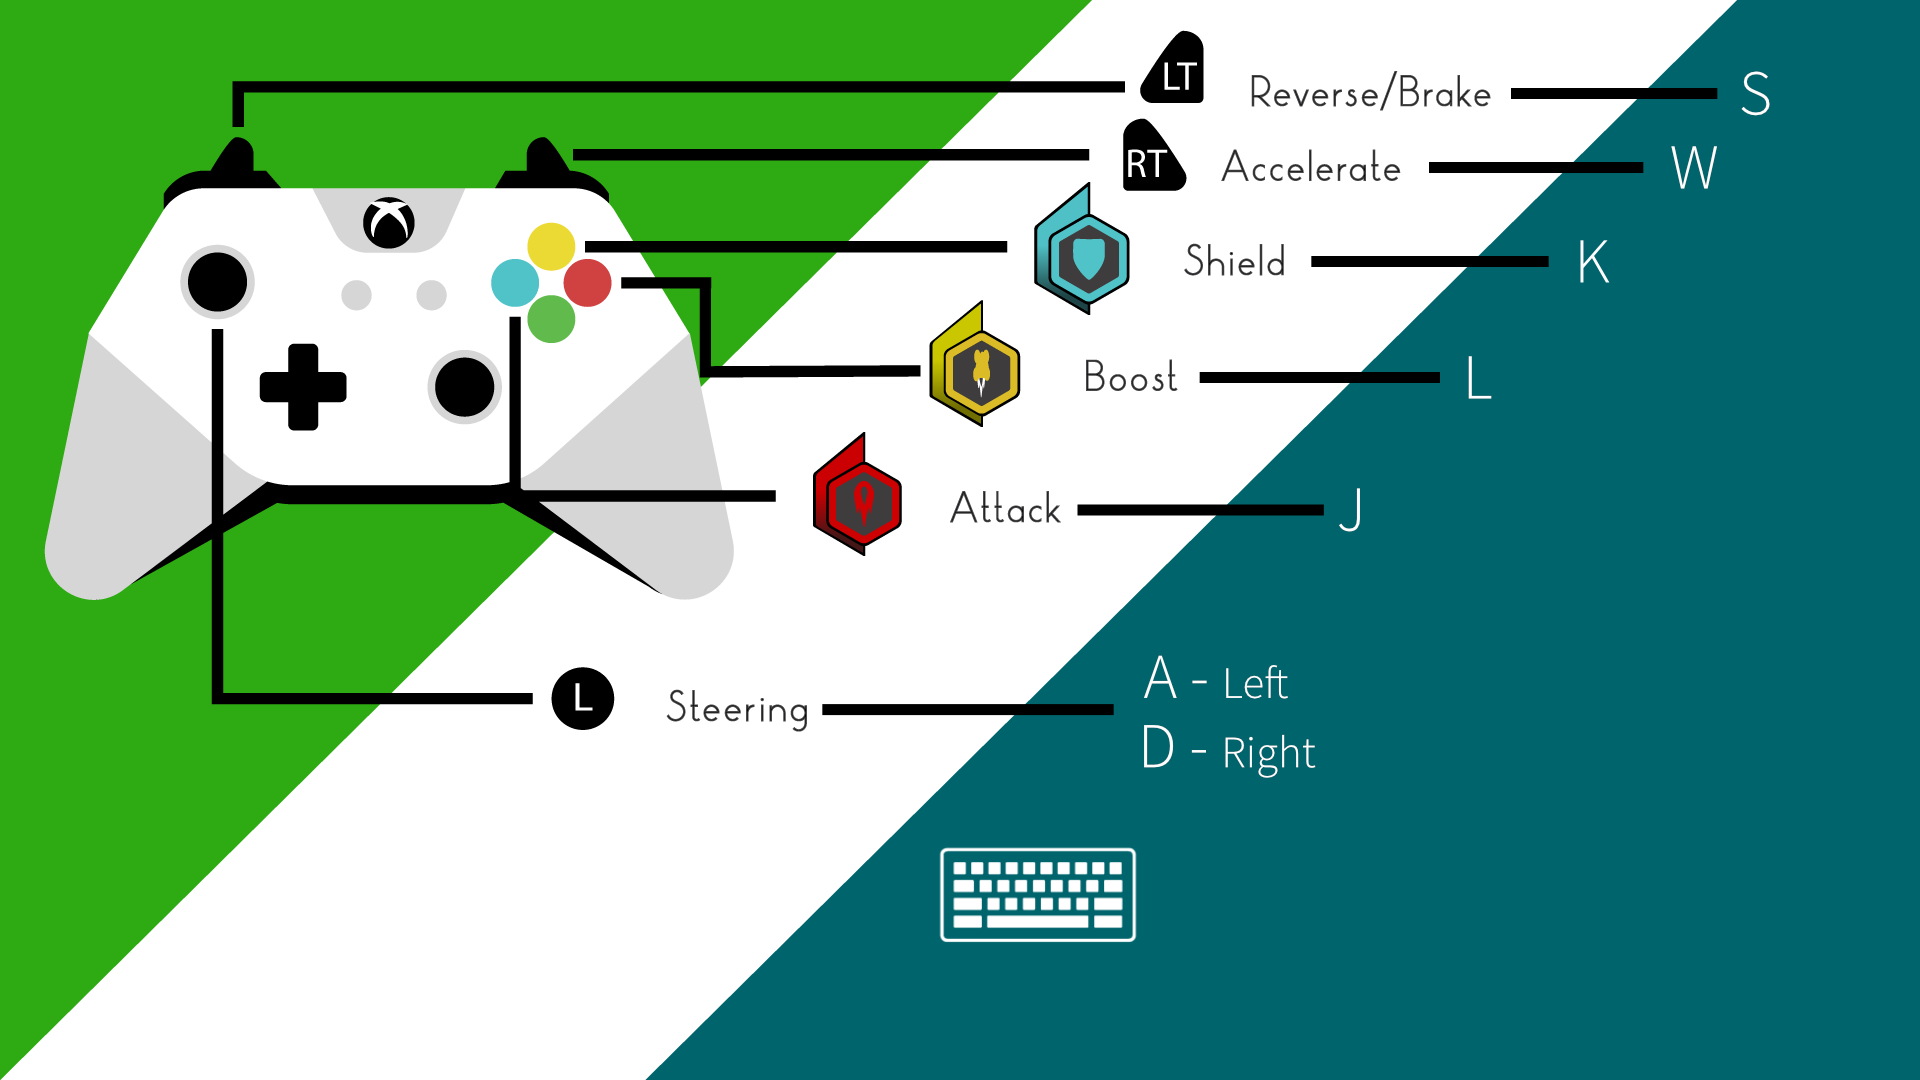 LT Reverse/Brake S
RT Accelerate W
Shield K
Boost L
Attack J
L Steering A - Left
D - Right